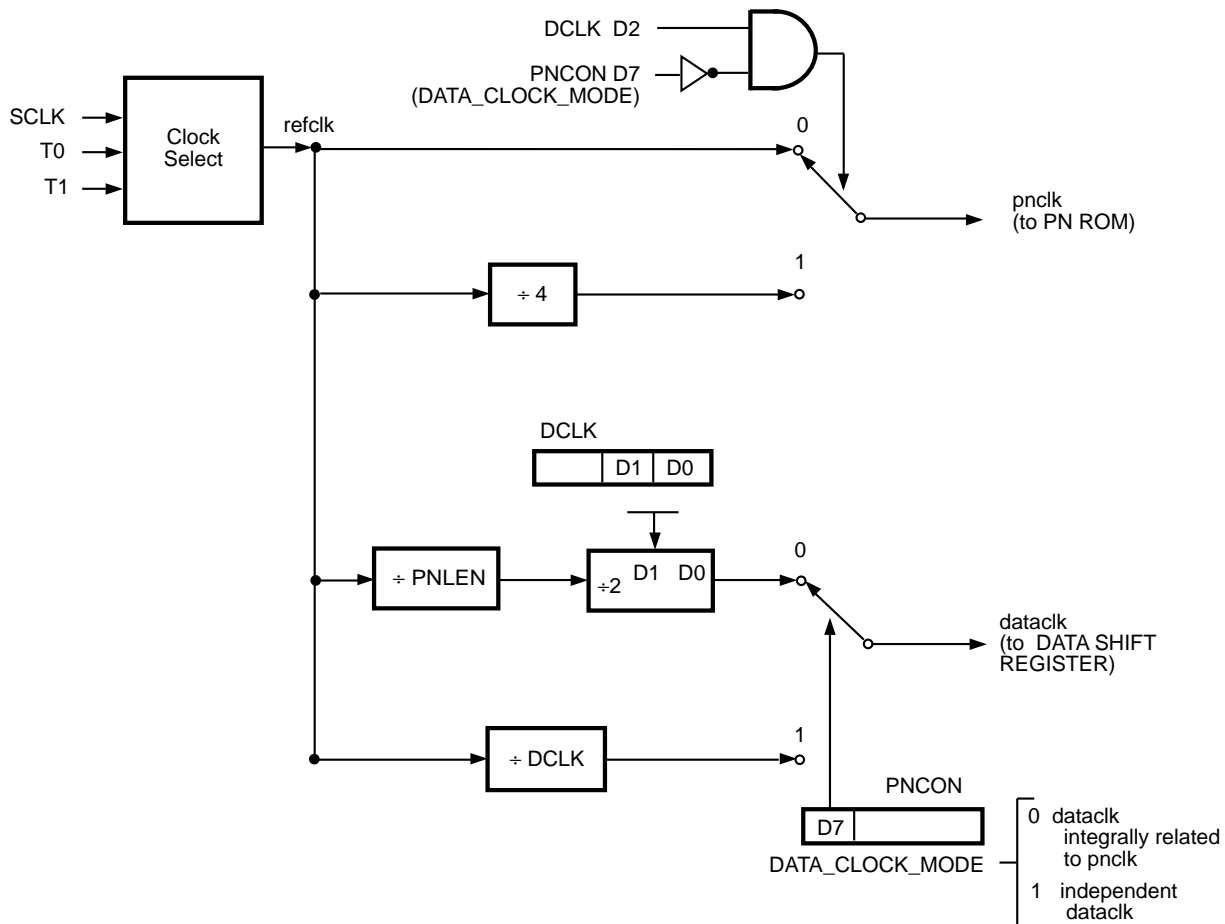 DCLK D2
PNCON D7
(DATA_CLOCK_MODE)
SCLK
T0
T1
Clock
Select
refclk
0
pnclk
(to PN ROM)
1
÷ 4
DCLK
D1 D0
÷ PNLEN
÷2 D1 D0
0
dataclk
(to DATA SHIFT
REGISTER)
÷ DCLK
1
PNCON
D7
DATA_CLOCK_MODE
0 dataclk
integrally related
to pnclk
1 independent
dataclk